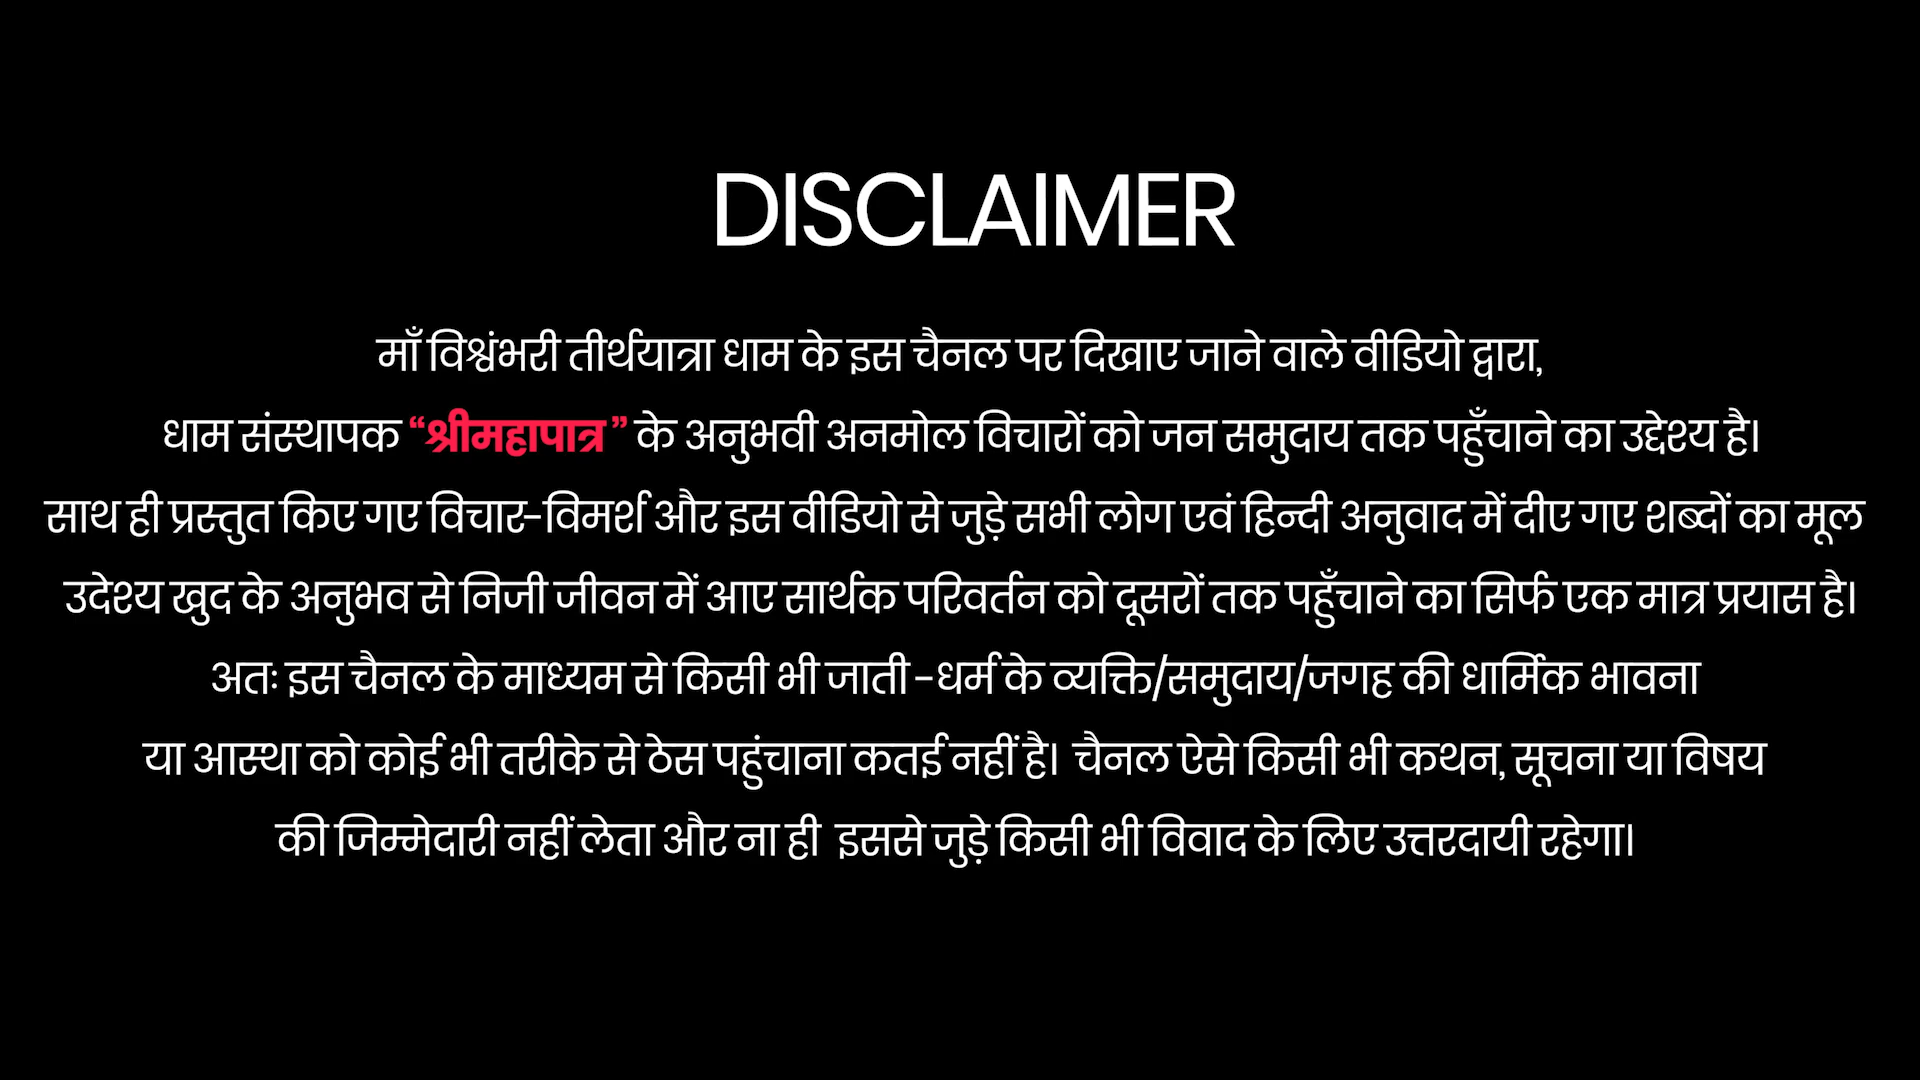 DISCLAIMER
माँ विश्वंभरी तीर्थयात्रा धाम के इस चैनल पर दिखाए जाने वाले वीडियो द्वारा,
धाम संस्थापक “श्रीमहापात्र” के अनुभवी अनमोल विचारों को जन समुदाय तक पहुँचाने का उद्देश्य है।
साथ ही प्रस्तुत किए गए विचार-विमर्श और इस वीडियो से जुड़े सभी लोग एवं हिन्दी अनुवाद में दीए गए शब्दों का मूल
उदेश्य खुद के अनुभव से निजी जीवन में आए सार्थक परिवर्तन को दूसरों तक पहुँचाने का सिर्फ एक मात्र प्रयास है।
अतः इस चैनल के माध्यम से किसी भी जाती-धर्म के व्यक्ति/समुदाय/जगह की धार्मिक भावना
या आस्था को कोई भी तरीके से ठेस पहुंचाना कतई नहीं है। चैनल ऐसे किसी भी कथन, सूचना या विषय
की जिम्मेदारी नहीं लेता और ना ही इससे जुड़े किसी भी विवाद के लिए उत्तरदायी रहेगा।